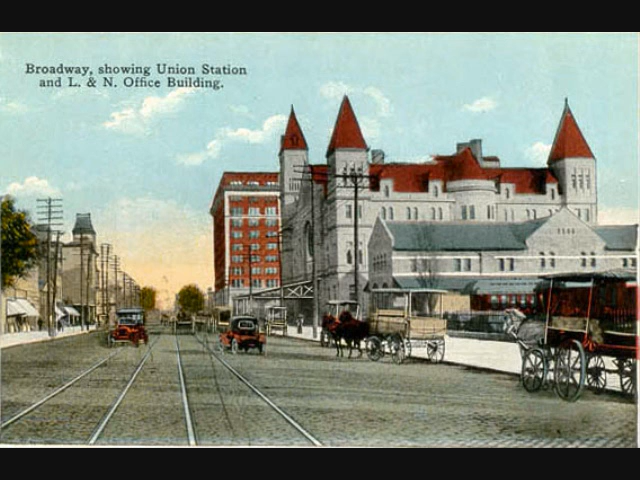 Broadway, showing Union Station
and L. & N. Office Building.